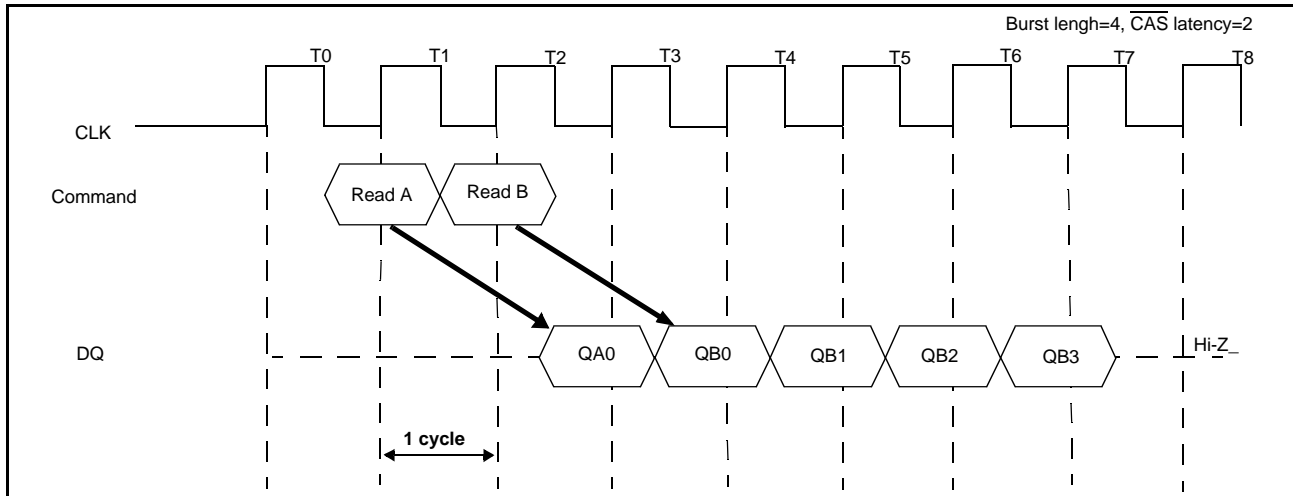 Burst lengh=4, CAS latency=2
T0 T1 T2 T3 T4 T5 T6 T7 T8
CLK
Command Read A Read B
DQ QA0 QB0 QB1 QB2 QB3 Hi-Z_
1 cycle